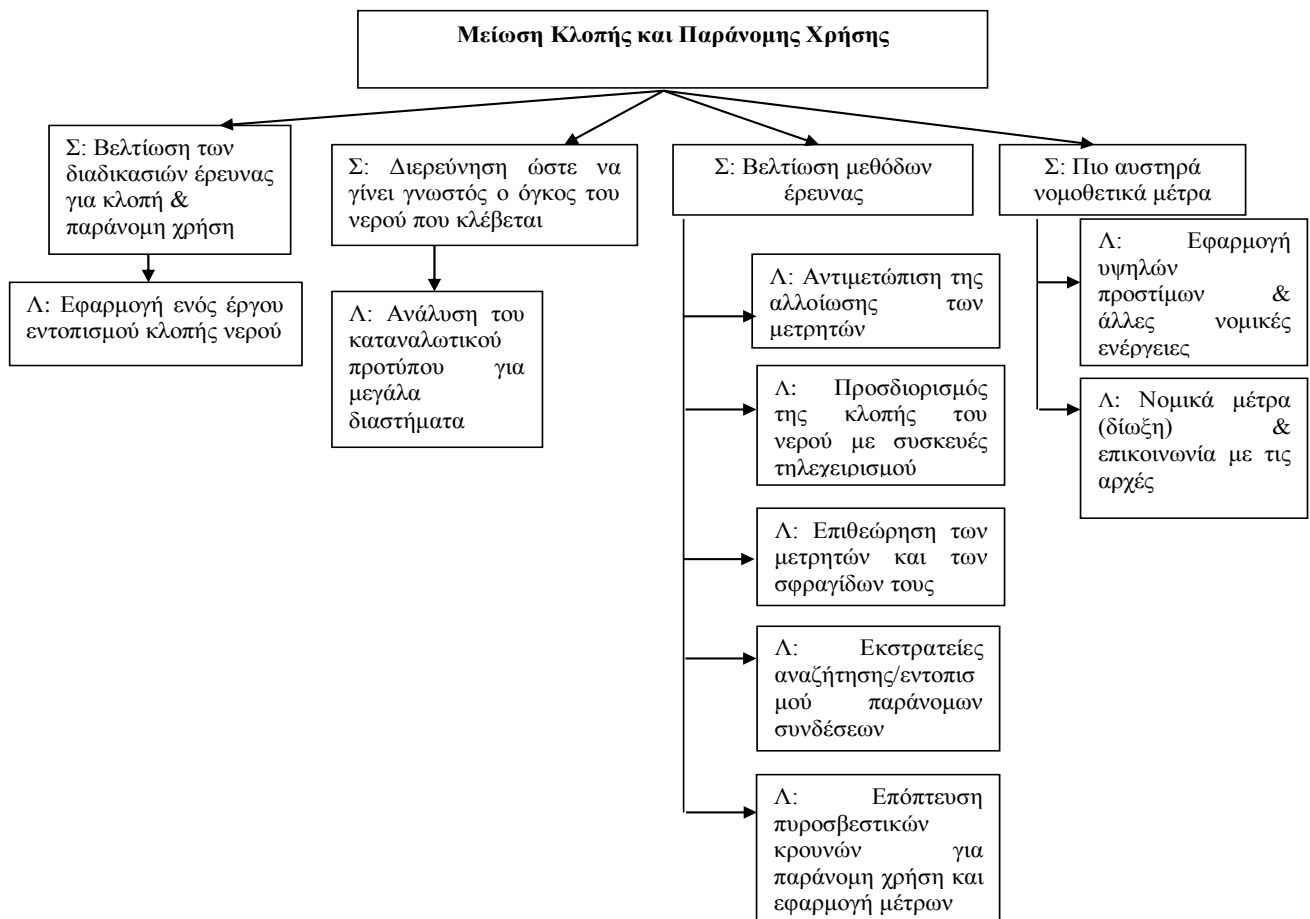 Μείωση Κλοπής και Παράνομης Χρήσης
Σ: Βελτίωση των
διαδικασιών έρευνας
για κλοπή &
παράνομη χρήση
Λ: Εφαρμογή ενός έργου
εντοπισμού κλοπής νερού
Σ: Διερεύνηση ώστε να
γίνει γνωστός ο όγκος του
νερού που κλέβεται
Λ: Ανάλυση του
καταναλωτικού
προτύπου για
μεγάλα
διαστήματα
Σ: Βελτίωση μεθόδων
έρευνας
Λ: Αντιμετώπιση της
αλλοίωσης των
μετρητών
Λ: Προσδιορισμός
της κλοπής του
νερού με συσκευές
τηλεχειρισμού
Λ: Επιθεώρηση των
μετρητών και των
σφραγίδων τους
Λ: Εκστρατείες
αναζήτησης/εντοπισ
μού παράνομων
συνδέσεων
Λ: Επόπτευση
πυροσβεστικών
κρουνών για
παράνομη χρήση και
εφαρμογή μέτρων
Σ: Πιο αυστηρά
νομοθετικά μέτρα
Λ: Εφαρμογή
υψηλών
προστίμων &
άλλες νομικές
ενέργειες
Λ: Νομικά μέτρα
(δίωξη) &
επικοινωνία με τις
αρχές